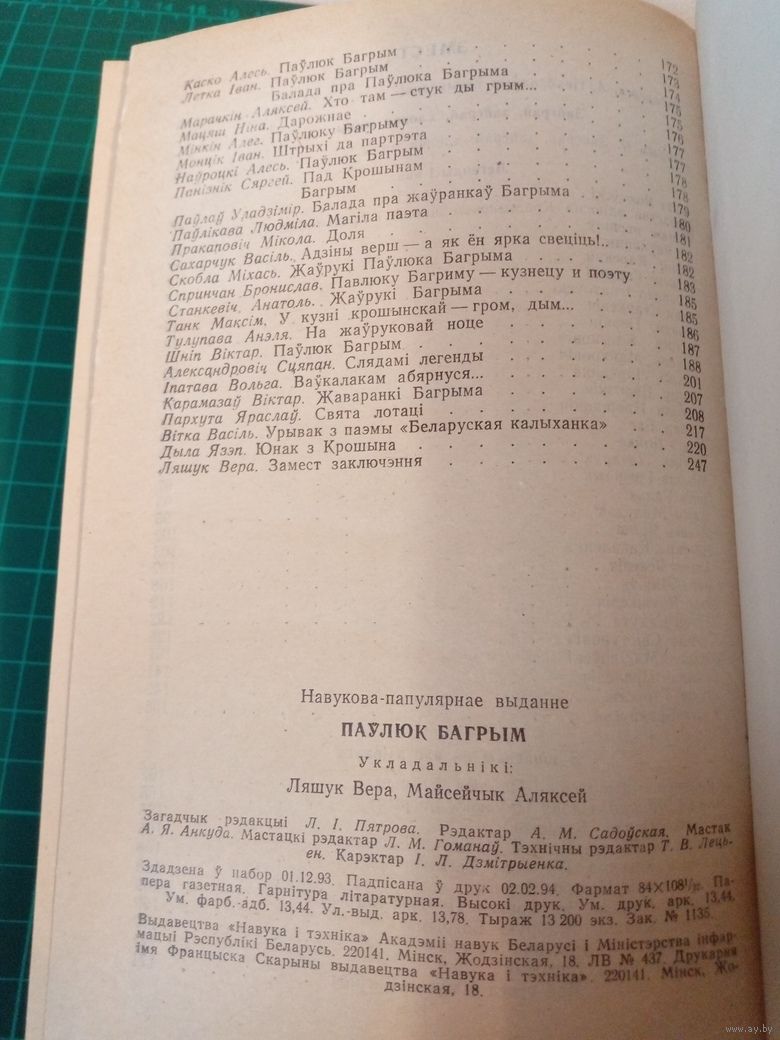 Каско Алесь. Паўлюк Багрым . . . . . . . 172
Летка Іван. Паўлюк Багрым . . . . . . . 173
Балада пра Паўлюка Багрыма . . . . . 174
Марачкін Аляксей. Хто там — стук ды грым... . . . . 175
Мацяш Ніна. Дарожнае . . . . . . . . 175
Мінкін Алег. Паўлюку Багрыму . . . . . . 176
Монцік Іван. Штрыхі да партрэта . . . . . . 177
Наўроцкі Алесь. Паўлюк Багрым . . . . . . 177
Панізнік Сяргей. Пад Крошынам . . . . . . 178
Багрым . . . . . . . . 178
Паўлаў Уладзімір. Балада пра жаўранкаў Багрыма . . . 179
Паўлікава Людміла. Магіла паэта . . . . . . 180
Пракаповіч Мікола. Доля . . . . . . . . 181
Сахарчук Васіль. Адзіны верш — а як ён ярка свеціць!.. . . 182
Скобла Міхась. Жаўрукі Паўлюка Багрыма . . . . 182
Спринчан Бронислав. Павлюку Багриму — кузнецу и поэту . 183
Станкевіч. Анатоль. Жаўрукі Багрыма . . . . . 185
Танк Максім. У кузні крошынскай — гром, дым... . . . 185
Тулупава Анэля. На жаўруковай ноце . . . . . 186
Шніп Віктар. Паўлюк Багрым . . . . . . . 187
Александровіч Сцяпан. Слядамі легенды . . . . . 188
Іпатава Вольга. Ваўкалакам абярнуся... . . . . . 201
Карамазаў Віктар. Жаваранкі Багрыма . . . . . 207
Пархута Яраслаў. Свята лотаці . . . . . . 208
Вітка Васіль. Урывак з паэмы «Беларуская калыханка» . . 217
Дыла Язэп. Юнак з Крошына . . . . . . . 220
Ляшук Вера. Замест заключэння . . . . . . 247
Навукова-папулярнае выданне
ПАЎЛЮК БАГРЫМ
Укладальнікі:
Ляшук Вера, Майсейчык Аляксей
Загадчык рэдакцыі Л. І. Пятрова. Рэдактар А. М. Садоўская. Мастак
А. Я. Анкуда. Мастацкі рэдактар Л. М. Гоманаў. Тэхнічны рэдактар Т. В. Лець-
ен. Карэктар І. Л. Дзмітрыенка.
Здадзена ў набор 01.12.93. Падпісана ў друк 02.02.94. Фармат 84×108¹/₃₂. Па-
пера газетная. Гарнітура літаратурная. Высокі друк. Ум. друк. арк. 13,44.
Ум. фарб.-адб. 13,44. Ул.-выд. арк. 13,78. Тыраж 13 200 экз. Зак. № 1135.
Выдавецтва «Навука і тэхніка» Акадэміі навук Беларусі і Міністэрства інфар-
мацыі Рэспублікі Беларусь. 220141. Мінск, Жодзінская, 18. ЛВ № 437. Друкарня
імя Францыска Скарыны выдавецтва «Навука і тэхніка». 220141. Мінск, Жо-
дзінская, 18.
www.ay.by